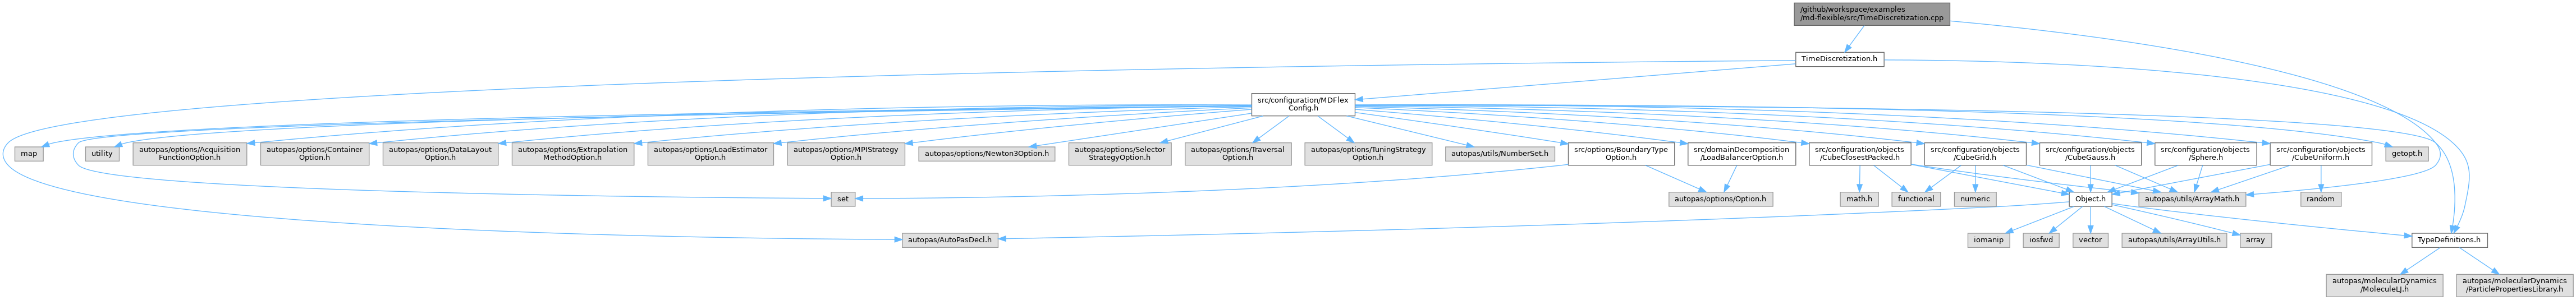 /github/workspace/examples
/md-flexible/src/TimeDiscretization.cpp
TimeDiscretization.h
src/configuration/MDFlex
Config.h
map
utility
autopas/options/Acquisition
FunctionOption.h
autopas/options/Container
Option.h
autopas/options/DataLayout
Option.h
autopas/options/Extrapolation
MethodOption.h
autopas/options/LoadEstimator
Option.h
autopas/options/MPIStrategy
Option.h
autopas/options/Newton3Option.h
autopas/options/Selector
StrategyOption.h
autopas/options/Traversal
Option.h
autopas/options/TuningStrategy
Option.h
autopas/utils/NumberSet.h
src/options/BoundaryType
Option.h
src/domainDecomposition
/LoadBalancerOption.h
src/configuration/objects
/CubeClosestPacked.h
src/configuration/objects
/CubeGrid.h
src/configuration/objects
/CubeGauss.h
src/configuration/objects
/Sphere.h
src/configuration/objects
/CubeUniform.h
getopt.h
set
autopas/options/Option.h
math.h
functional
numeric
Object.h
autopas/utils/ArrayMath.h
random
autopas/AutoPasDecl.h
iomanip
iosfwd
vector
autopas/utils/ArrayUtils.h
array
TypeDefinitions.h
autopas/molecularDynamics
/MoleculeLJ.h
autopas/molecularDynamics
/ParticlePropertiesLibrary.h